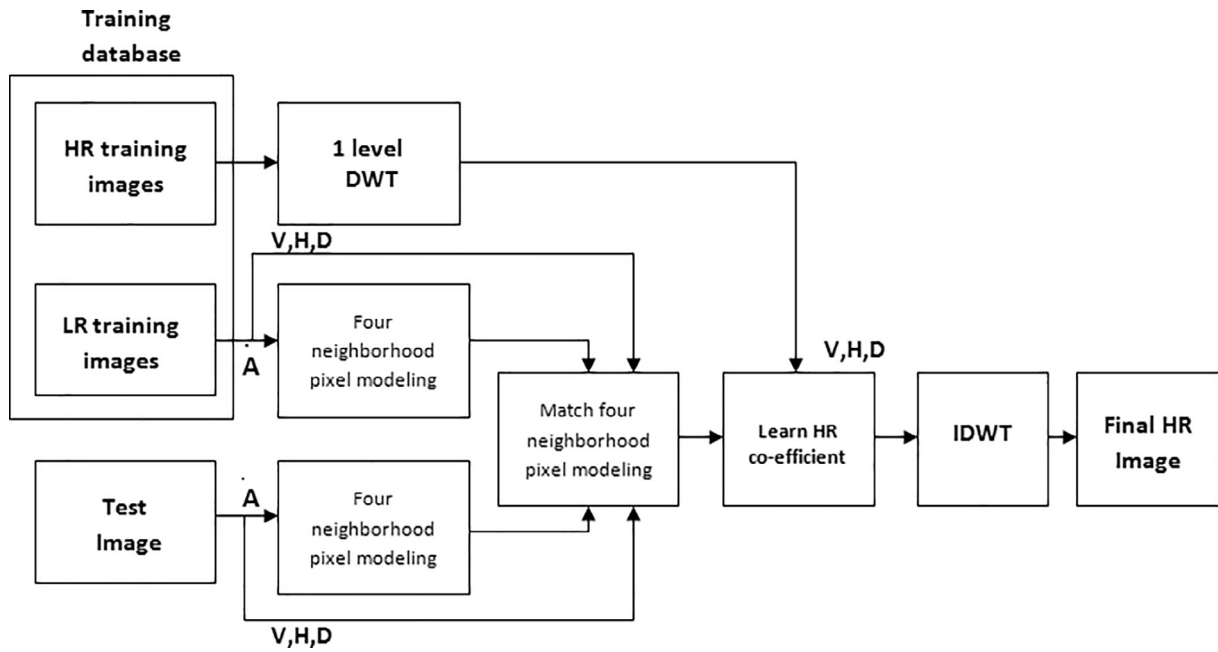 Training
database
HR training
images
1 level
DWT
V,H,D
LR training
images
A
Four
neighborhood
pixel modeling
V,H,D
Match four
neighborhood
pixel modeling
Learn HR
co-efficient
IDWT
Final HR
Image
Test
Image
A
Four
neighborhood
pixel modeling
V,H,D